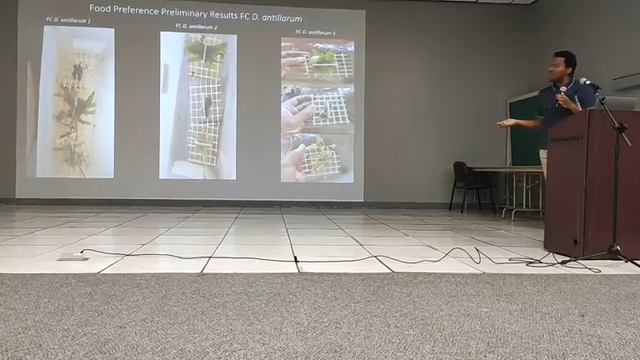 Food Preference Preliminary Results FC D. antillarum
FC D. antillarum 1
FC D. antillarum 2
FC D. antillarum 3